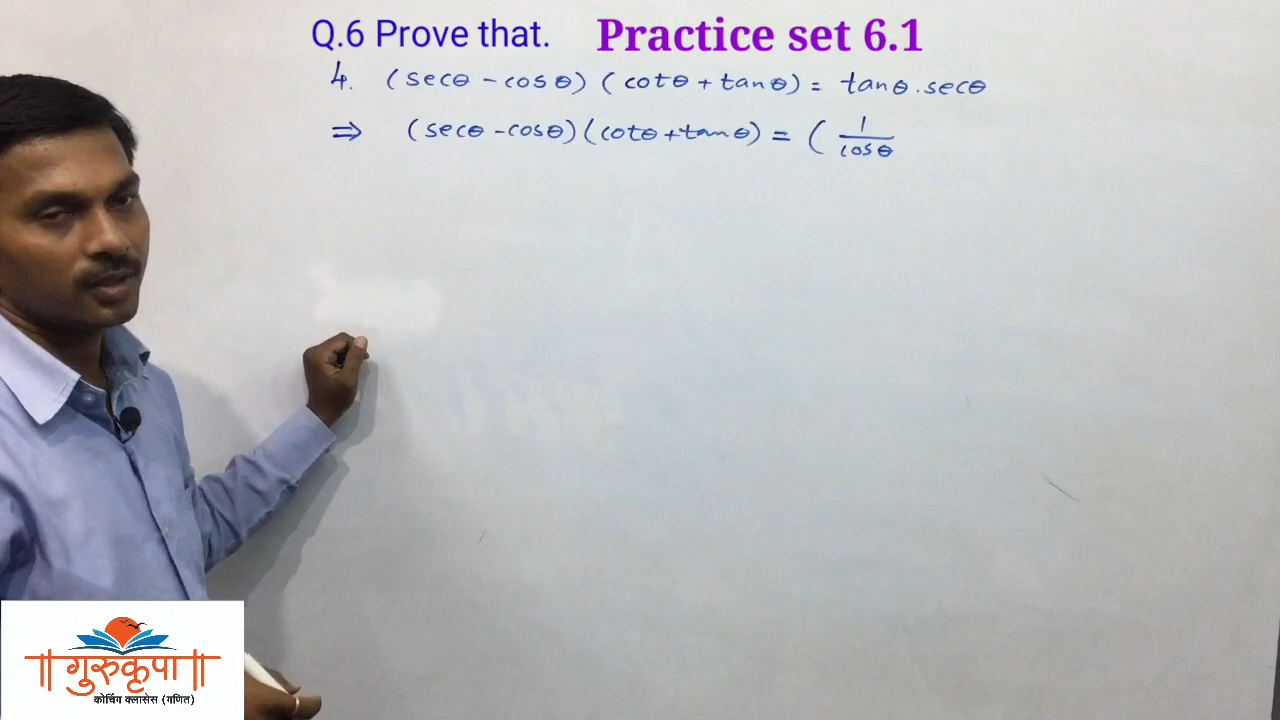 Q.6 Prove that. Practice set 6.1
4. (secθ - cosθ) (cotθ + tanθ) = tanθ . secθ
⇒ (secθ - cosθ) (cotθ + tanθ) = ( 1/cosθ
गुरुकृपा
कोचिंग क्लासेस (गणित)